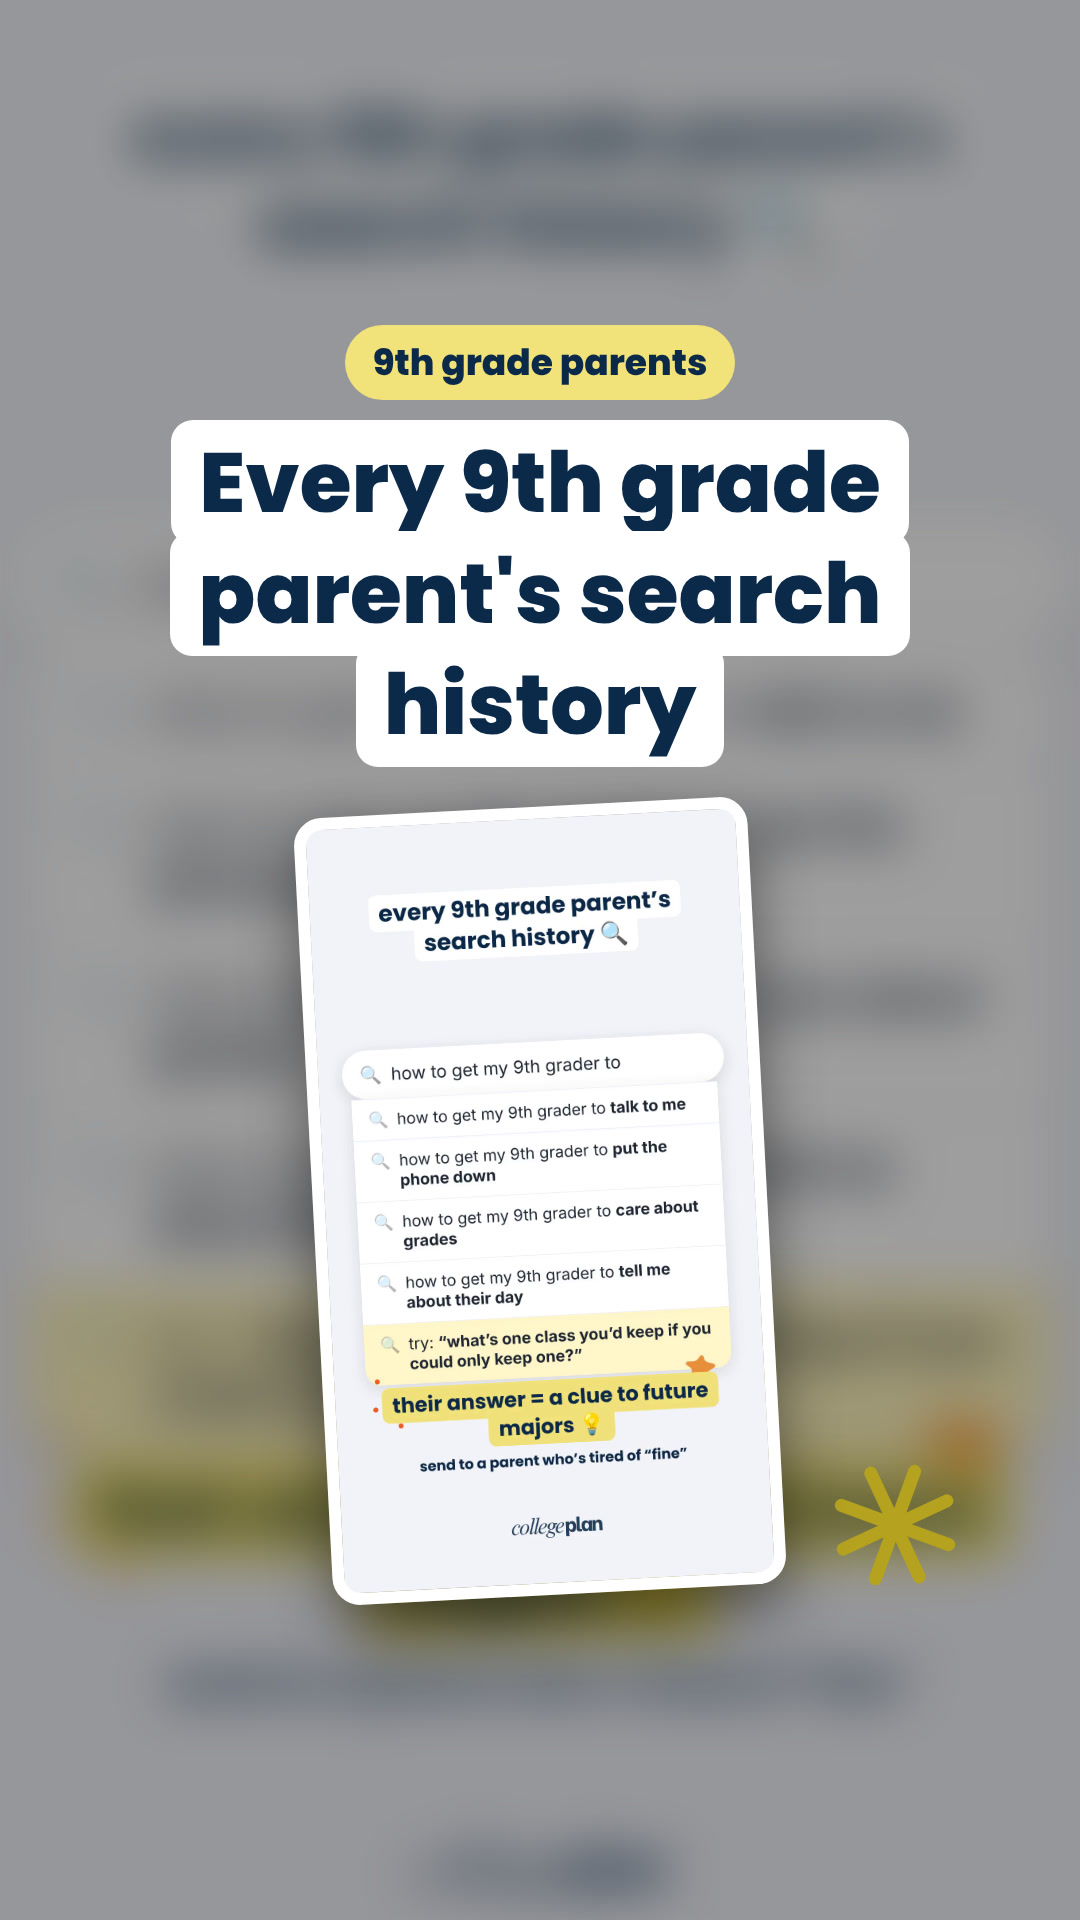 9th grade parents
Every 9th grade
parent's search
history
every 9th grade parent’s
search history 🔍
how to get my 9th grader to
how to get my 9th grader to talk to me
how to get my 9th grader to put the
phone down
how to get my 9th grader to care about
grades
how to get my 9th grader to tell me
about their day
try: “what’s one class you’d keep if you
could only keep one?”
their answer = a clue to future
majors 💡
send to a parent who’s tired of “fine”
collegeplan